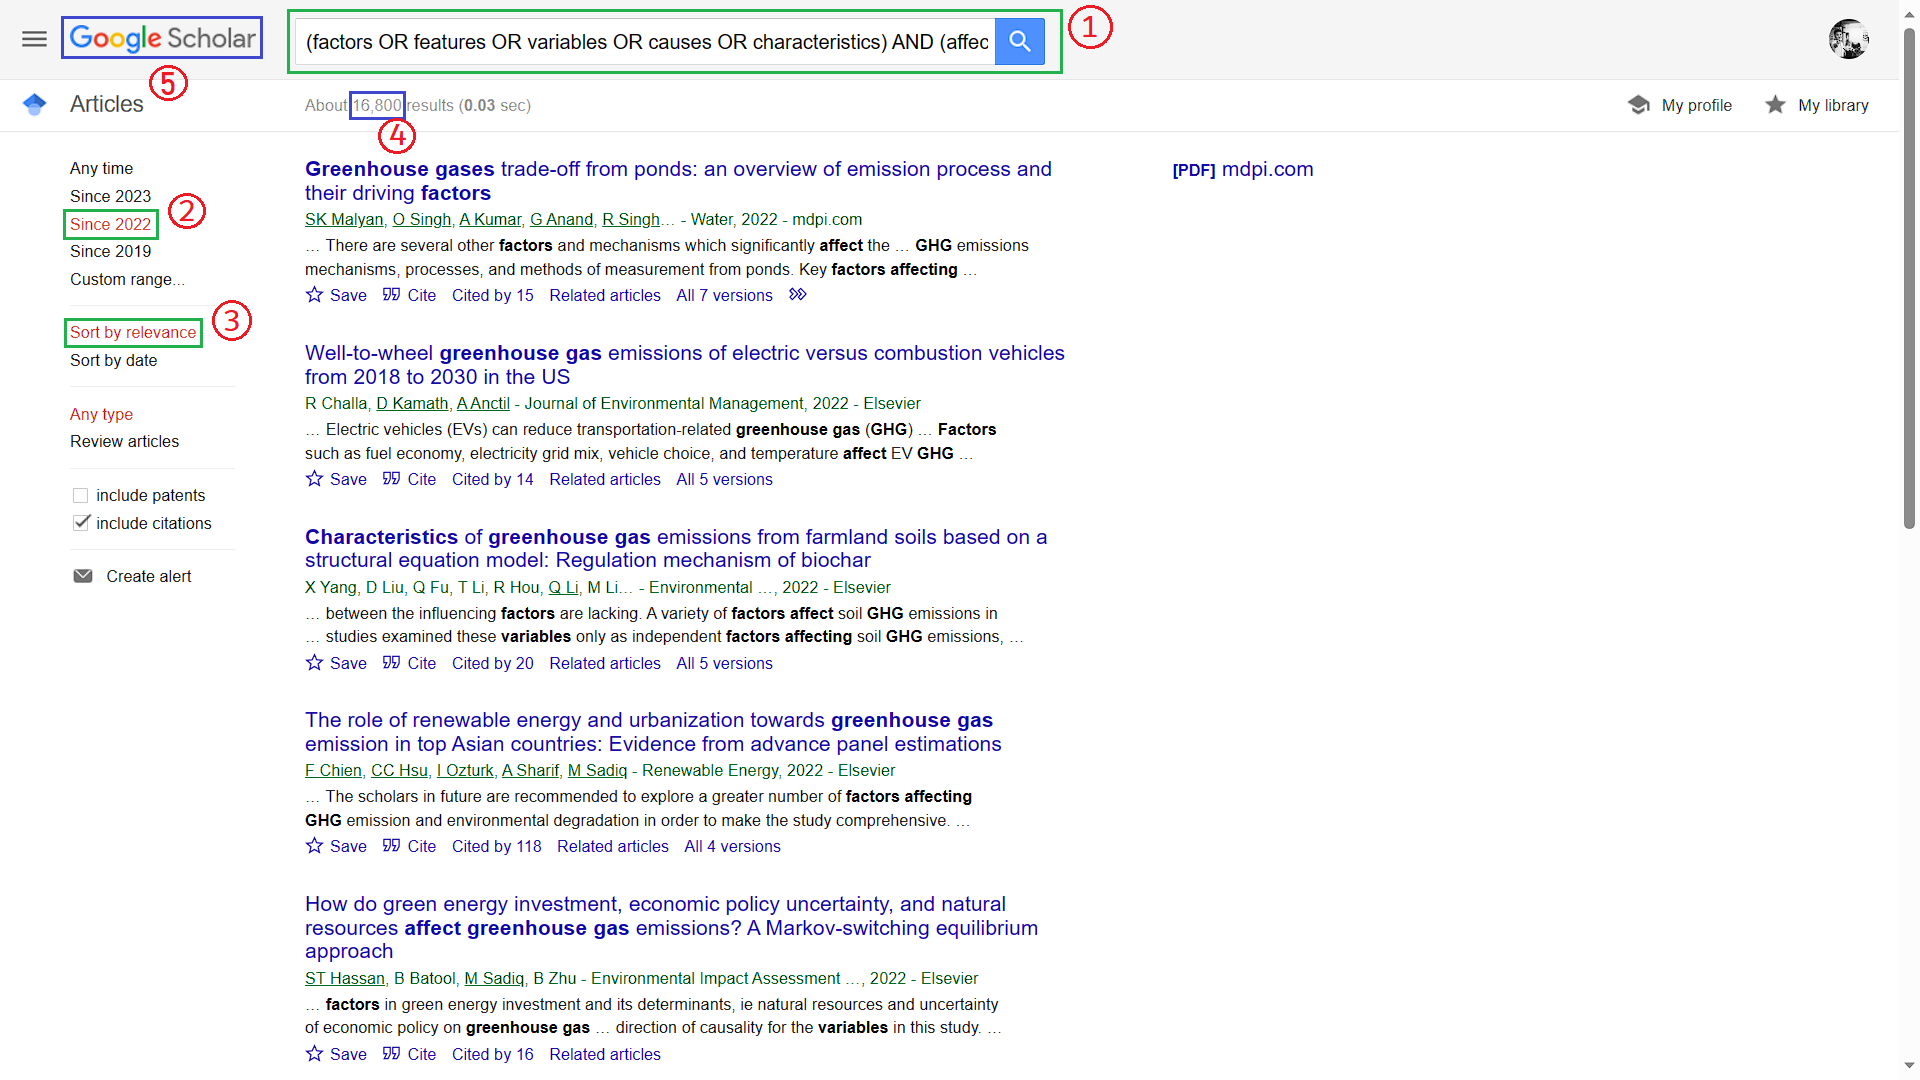 Google Scholar
(factors OR features OR variables OR causes OR characteristics) AND (affec
1
5
Articles
About 16,800 results (0.03 sec)
4
My profile
My library
Any time
Since 2023
Since 2022
2
Since 2019
Custom range...
Sort by relevance
3
Sort by date
Any type
Review articles
include patents
include citations
Create alert
Greenhouse gases trade-off from ponds: an overview of emission process and
their driving factors
[PDF] mdpi.com
SK Malyan, O Singh, A Kumar, G Anand, R Singh… - Water, 2022 - mdpi.com
… There are several other factors and mechanisms which significantly affect the … GHG emissions
mechanisms, processes, and methods of measurement from ponds. Key factors affecting …
Save Cite Cited by 15 Related articles All 7 versions
Well-to-wheel greenhouse gas emissions of electric versus combustion vehicles
from 2018 to 2030 in the US
R Challa, D Kamath, A Anctil - Journal of Environmental Management, 2022 - Elsevier
… Electric vehicles (EVs) can reduce transportation-related greenhouse gas (GHG) … Factors
such as fuel economy, electricity grid mix, vehicle choice, and temperature affect EV GHG …
Save Cite Cited by 14 Related articles All 5 versions
Characteristics of greenhouse gas emissions from farmland soils based on a
structural equation model: Regulation mechanism of biochar
X Yang, D Liu, Q Fu, T Li, R Hou, Q Li, M Li… - Environmental …, 2022 - Elsevier
… between the influencing factors are lacking. A variety of factors affect soil GHG emissions in
… studies examined these variables only as independent factors affecting soil GHG emissions, …
Save Cite Cited by 20 Related articles All 5 versions
The role of renewable energy and urbanization towards greenhouse gas
emission in top Asian countries: Evidence from advance panel estimations
F Chien, CC Hsu, I Ozturk, A Sharif, M Sadiq - Renewable Energy, 2022 - Elsevier
… The scholars in future are recommended to explore a greater number of factors affecting
GHG emission and environmental degradation in order to make the study comprehensive. …
Save Cite Cited by 118 Related articles All 4 versions
How do green energy investment, economic policy uncertainty, and natural
resources affect greenhouse gas emissions? A Markov-switching equilibrium
approach
ST Hassan, B Batool, M Sadiq, B Zhu - Environmental Impact Assessment …, 2022 - Elsevier
… factors in green energy investment and its determinants, ie natural resources and uncertainty
of economic policy on greenhouse gas … direction of causality for the variables in this study. …
Save Cite Cited by 16 Related articles